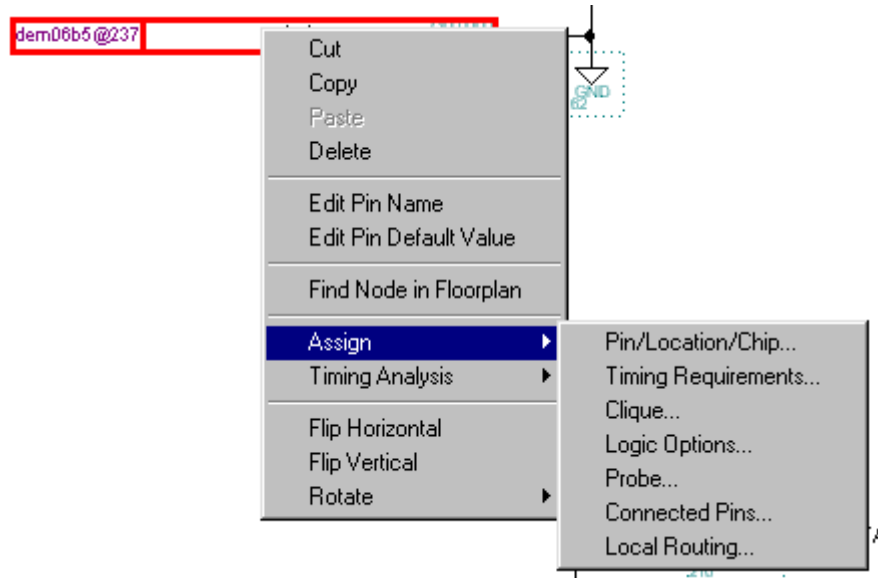 dem06b5@237
Cut
Copy
Paste
Delete
Edit Pin Name
Edit Pin Default Value
Find Node in Floorplan
Assign
Timing Analysis
Flip Horizontal
Flip Vertical
Rotate
Pin/Location/Chip...
Timing Requirements...
Clique...
Logic Options...
Probe...
Connected Pins...
Local Routing...
GND
62